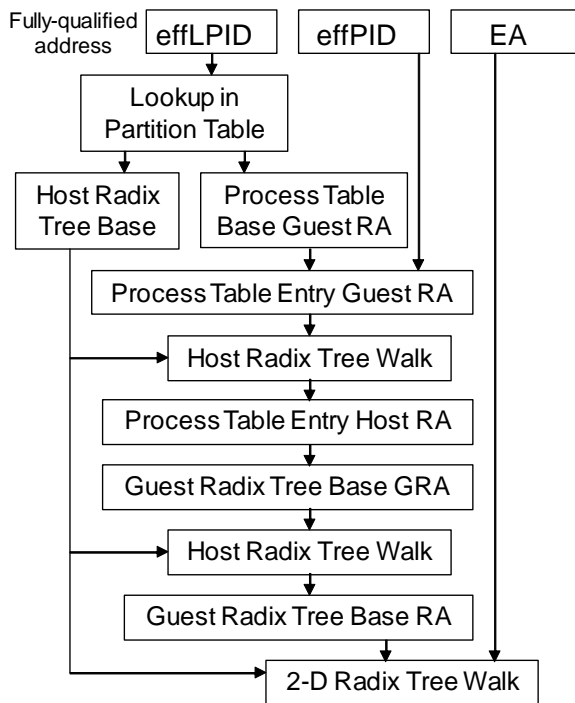 Fully-qualified
address
effLPID
effPID
EA
Lookup in
Partition Table
Host Radix
Tree Base
Process Table
Base Guest RA
Process Table Entry Guest RA
Host Radix Tree Walk
Process Table Entry Host RA
Guest Radix Tree Base GRA
Host Radix Tree Walk
Guest Radix Tree Base RA
2-D Radix Tree Walk